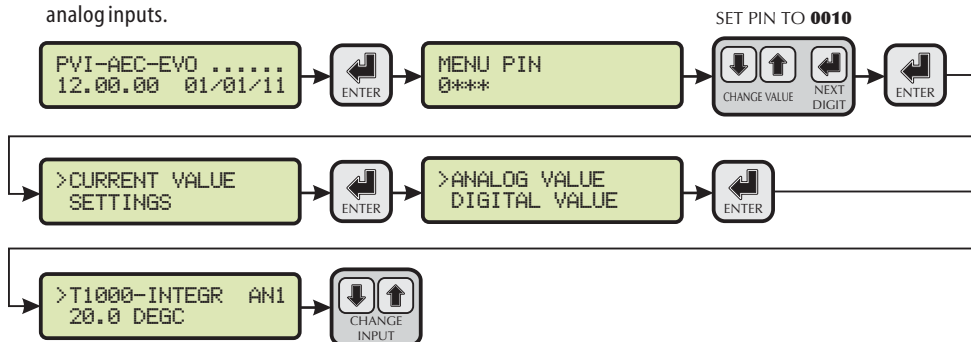 analog inputs.
SET PIN TO 0010
PVI-AEC-EVO ......
12.00.00 01/01/11
ENTER
MENU PIN
0***
CHANGE VALUE
NEXT
DIGIT
ENTER
>CURRENT VALUE
SETTINGS
ENTER
>ANALOG VALUE
DIGITAL VALUE
ENTER
>T1000-INTEGR AN1
20.0 DEGC
CHANGE
INPUT